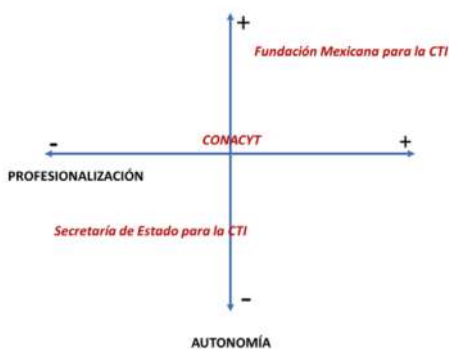 +
Fundación Mexicana para la CTI
CONACYT
-
+
PROFESIONALIZACIÓN
Secretaría de Estado para la CTI
-
AUTONOMÍA